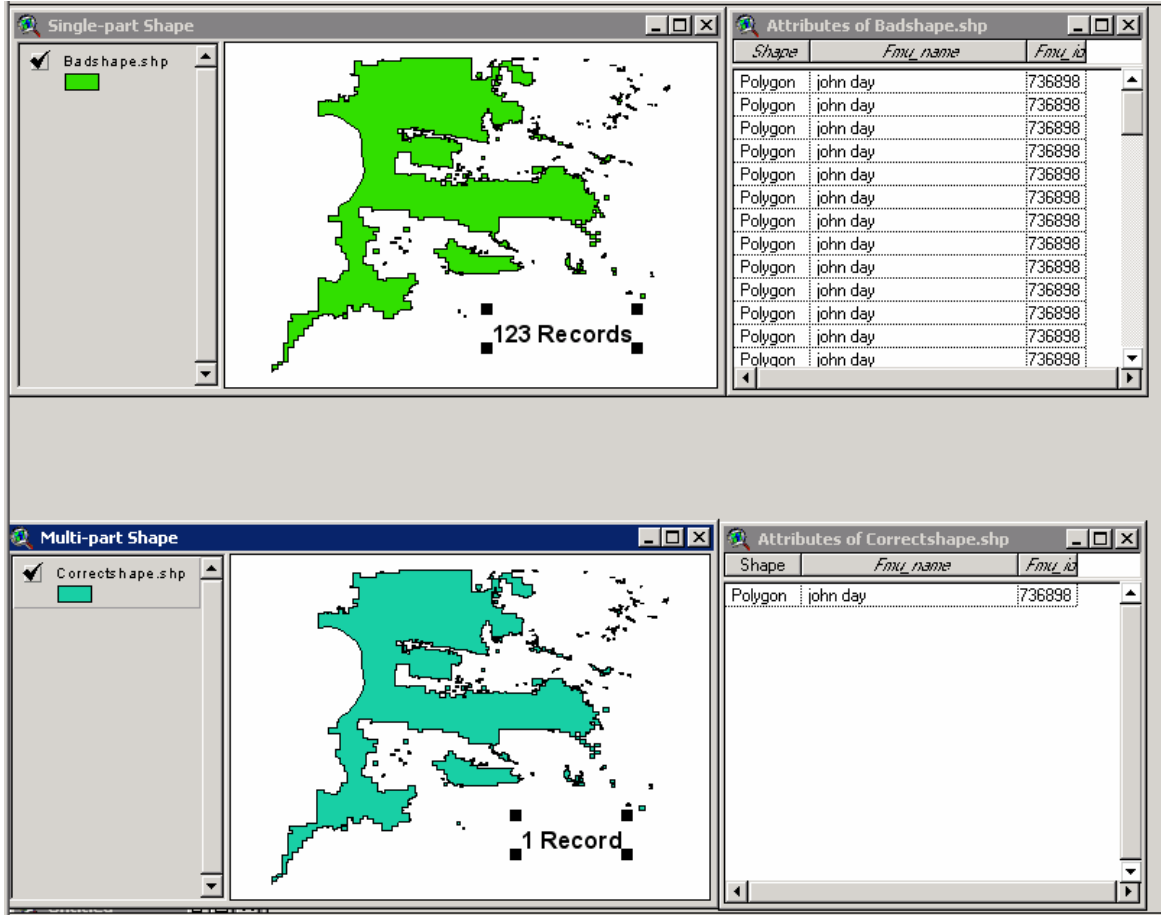 Single-part Shape
Badshape.shp
123 Records
Attributes of Badshape.shp
Shape Fmu_name Fmu_id
Polygon john day 736898
Polygon john day 736898
Polygon john day 736898
Polygon john day 736898
Polygon john day 736898
Polygon john day 736898
Polygon john day 736898
Polygon john day 736898
Polygon john day 736898
Polygon john day 736898
Polygon john day 736898
Polygon john day 736898
Polygon john day 736898
Multi-part Shape
Correctshape.shp
1 Record
Attributes of Correctshape.shp
Shape Fmu_name Fmu_id
Polygon john day 736898